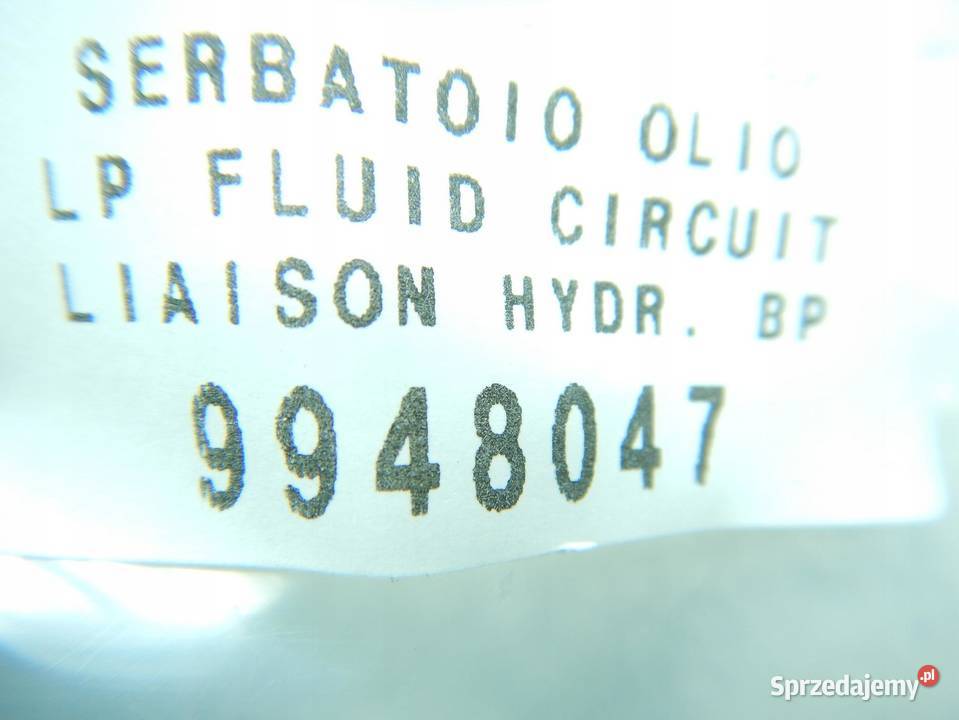 SERBATOIO OLIO
LP FLUID CIRCUIT
LIAISON HYDR. BP
9948047
Sprzedajemy.pl